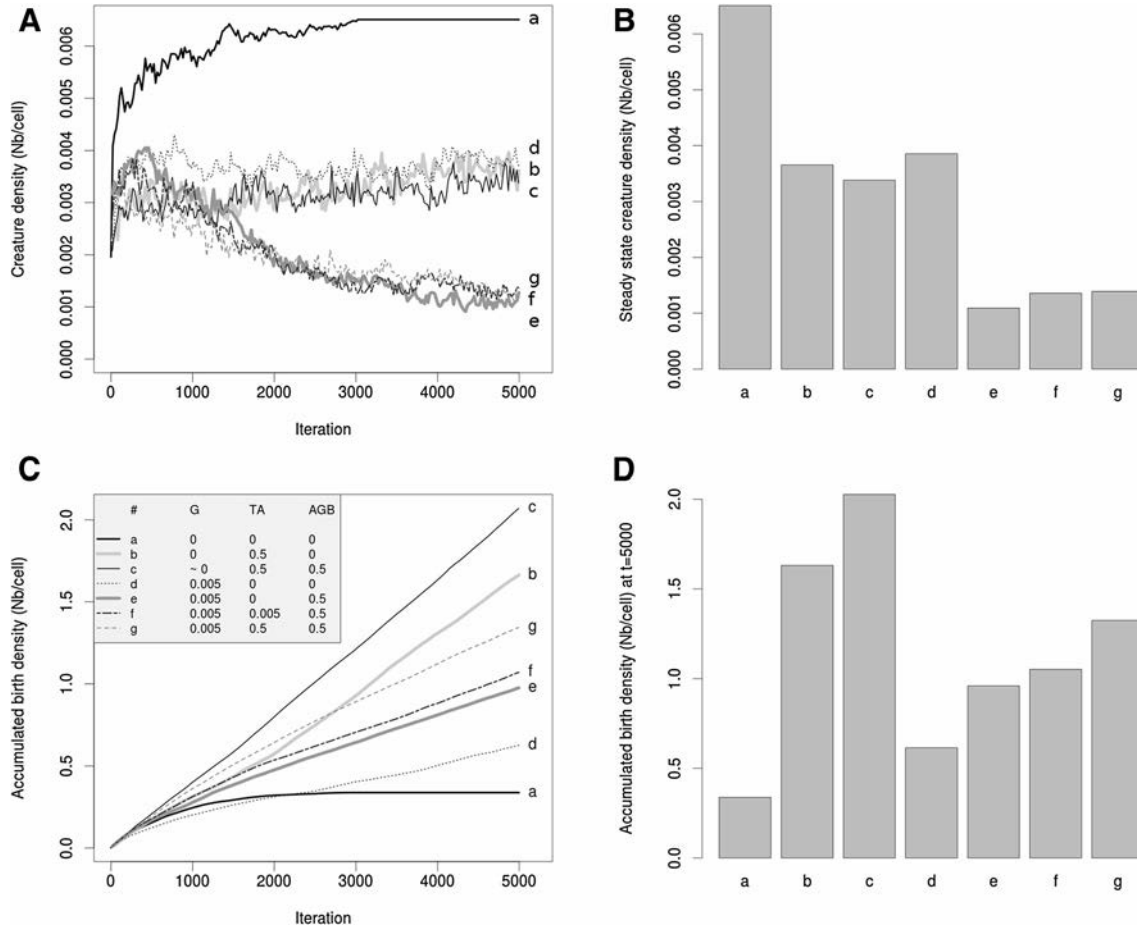 A
Creature density (Nb/cell)
0.006
0.005
0.004
0.003
0.002
0.001
0.000
a
d
b
c
g
f
e
0 1000 2000 3000 4000 5000
Iteration
B
Steady state creature density (Nb/cell)
0.006
0.005
0.004
0.003
0.002
0.001
0.000
a b c d e f g
C
Accumulated birth density (Nb/cell)
2.0
1.5
1.0
0.5
0.0
# G TA AGB
a 0 0 0
b 0 0.5 0
c ~ 0 0.5 0.5
d 0.005 0 0
e 0.005 0 0.5
f 0.005 0.005 0.5
g 0.005 0.5 0.5
c
b
g
f
e
d
a
0 1000 2000 3000 4000 5000
Iteration
D
Accumulated birth density (Nb/cell) at t=5000
2.0
1.5
1.0
0.5
0.0
a b c d e f g